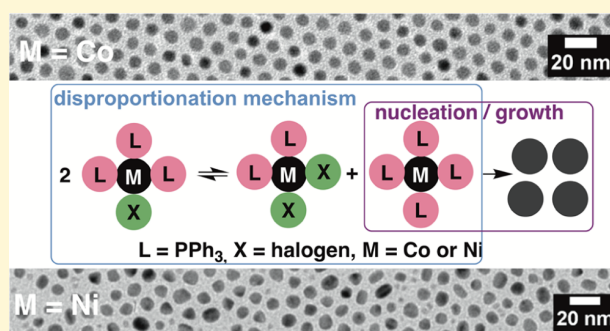 M = Co
20 nm
disproportionation mechanism
nucleation / growth
L
L
L
2 L M L ⇌ L M X + L M L →
X
X
L
L = PPh₃, X = halogen, M = Co or Ni
M = Ni
20 nm